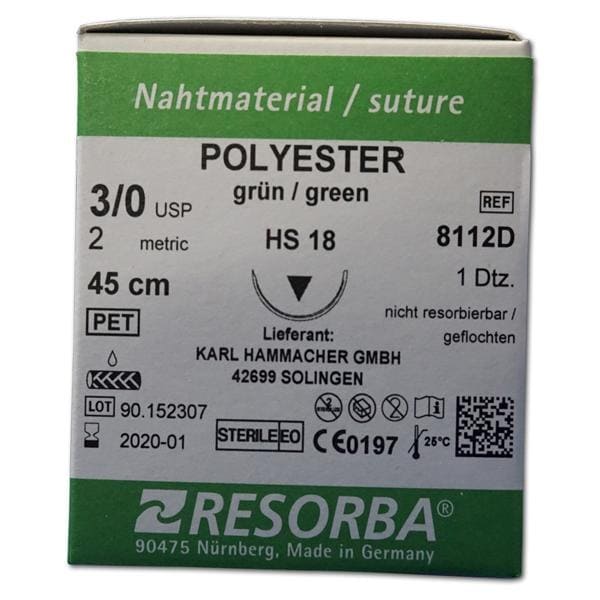 Nahtmaterial / suture
POLYESTER
grün / green
3/0 USP
2 metric
45 cm
PET
HS 18
REF
8112D
1 Dtz.
nicht resorbierbar /
geflochten
Lieferant:
KARL HAMMACHER GMBH
42699 SOLINGEN
LOT 90.152307
2020-01
STERILE EO
CE0197
25°C
RESORBA®
90475 Nürnberg, Made in Germany